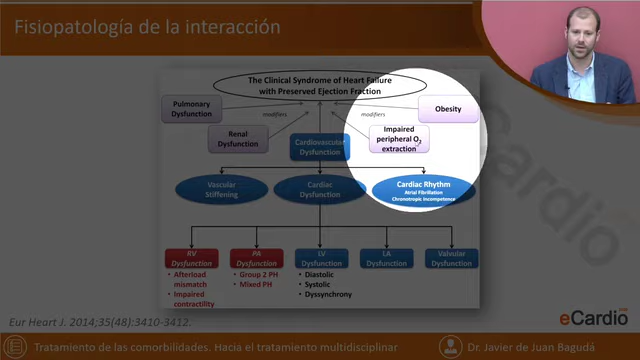 Fisiopatología de la interacción
The Clinical Syndrome of Heart Failure
with Preserved Ejection Fraction
Pulmonary
Dysfunction
modifiers
modifiers
Obesity
Renal
Dysfunction
Cardiovascular
Dysfunction
Impaired
peripheral O2
extraction
Vascular
Stiffening
Cardiac
Dysfunction
Cardiac Rhythm
Atrial Fibrillation
Chronotropic Incompetence
RV
Dysfunction
PA
Dysfunction
LV
Dysfunction
LA
Dysfunction
Valvular
Dysfunction
• Afterload
mismatch
• Impaired
contractility
• Group 2 PH
• Mixed PH
• Diastolic
• Systolic
• Dyssynchrony
eCardio
Eur Heart J. 2014;35(48):3410-3412.
eCardio
Tratamiento de las comorbilidades. Hacia el tratamiento multidisciplinar
Dr. Javier de Juan Bagudá